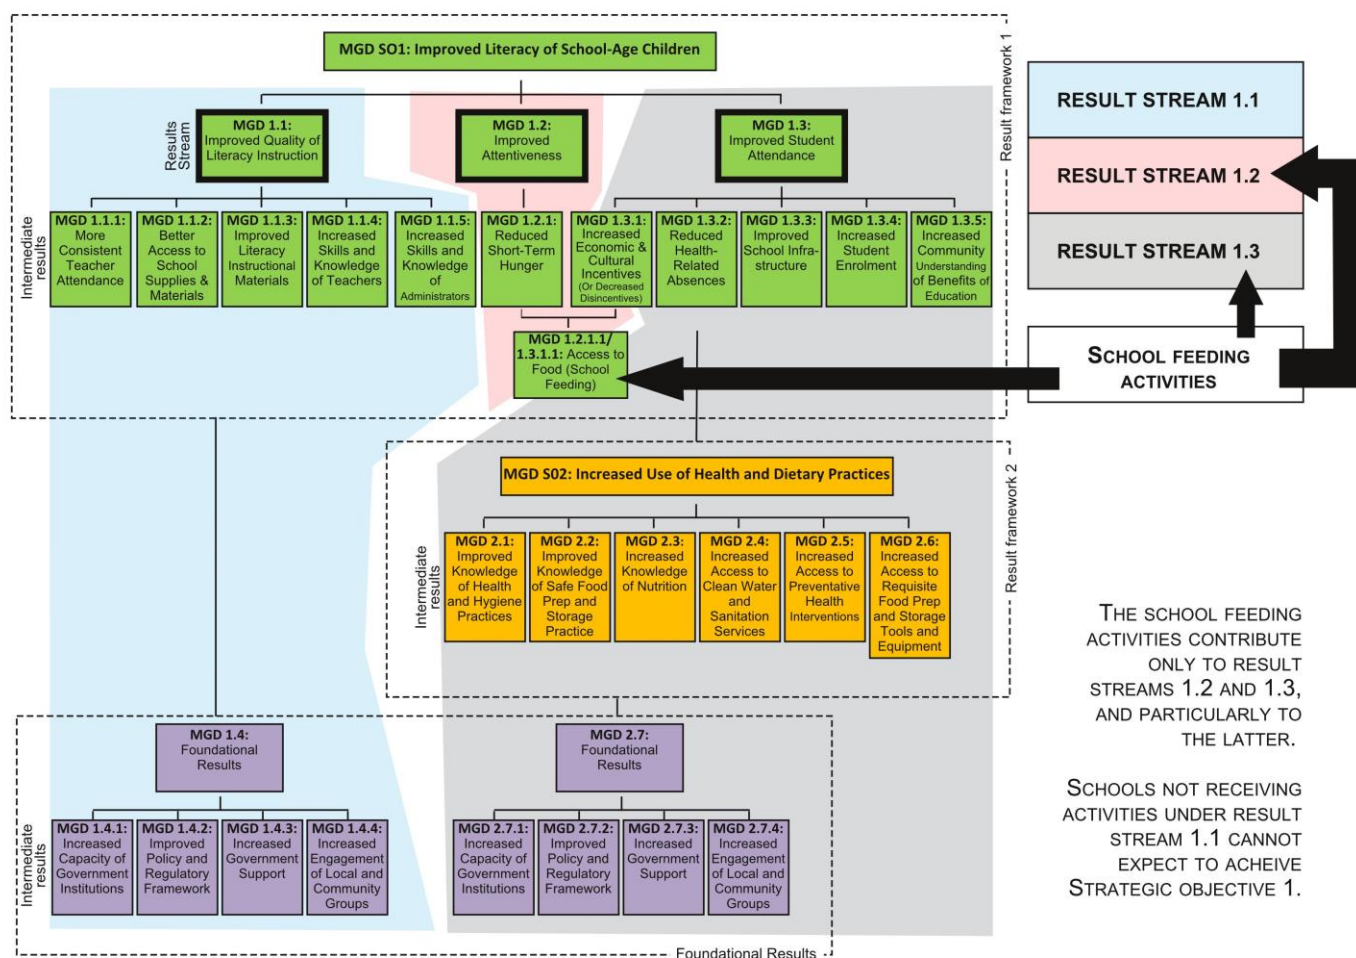 MGD SO1: Improved Literacy of School-Age Children
Result framework 1
Results
Stream
MGD 1.1:
Improved Quality of
Literacy Instruction
MGD 1.2:
Improved
Attentiveness
MGD 1.3:
Improved Student
Attendance
Intermediate
results
MGD 1.1.1:
More
Consistent
Teacher
Attendance
MGD 1.1.2:
Better
Access to
School
Supplies &
Materials
MGD 1.1.3:
Improved
Literacy
Instructional
Materials
MGD 1.1.4:
Increased
Skills and
Knowledge
of Teachers
MGD 1.1.5:
Increased
Skills and
Knowledge
of
Administrators
MGD 1.2.1:
Reduced
Short-Term
Hunger
MGD 1.3.1:
Increased
Economic &
Cultural
Incentives
(Or Decreased
Disincentives)
MGD 1.3.2:
Reduced
Health-
Related
Absences
MGD 1.3.3:
Improved
School Infra-
structure
MGD 1.3.4:
Increased
Student
Enrolment
MGD 1.3.5:
Increased
Community
Understanding
of Benefits of
Education
MGD 1.2.1.1/
1.3.1.1: Access to
Food (School
Feeding)
RESULT STREAM 1.1
RESULT STREAM 1.2
RESULT STREAM 1.3
SCHOOL FEEDING
ACTIVITIES
MGD S02: Increased Use of Health and Dietary Practices
Result framework 2
Intermediate
results
MGD 2.1:
Improved
Knowledge
of Health
and Hygiene
Practices
MGD 2.2:
Improved
Knowledge
of Safe Food
Prep and
Storage
Practice
MGD 2.3:
Increased
Knowledge
of Nutrition
MGD 2.4:
Increased
Access to
Clean Water
and
Sanitation
Services
MGD 2.5:
Increased
Access to
Preventative
Health
Interventions
MGD 2.6:
Increased
Access to
Requisite
Food Prep
and Storage
Tools and
Equipment
THE SCHOOL FEEDING
ACTIVITIES CONTRIBUTE
ONLY TO RESULT
STREAMS 1.2 AND 1.3,
AND PARTICULARLY TO
THE LATTER.
SCHOOLS NOT RECEIVING
ACTIVITIES UNDER RESULT
STREAM 1.1 CANNOT
EXPECT TO ACHEIVE
STRATEGIC OBJECTIVE 1.
MGD 1.4:
Foundational
Results
MGD 2.7:
Foundational
Results
Intermediate
results
MGD 1.4.1:
Increased
Capacity of
Government
Institutions
MGD 1.4.2:
Improved
Policy and
Regulatory
Framework
MGD 1.4.3:
Increased
Government
Support
MGD 1.4.4:
Increased
Engagement
of Local and
Community
Groups
MGD 2.7.1:
Increased
Capacity of
Government
Institutions
MGD 2.7.2:
Improved
Policy and
Regulatory
Framework
MGD 2.7.3:
Increased
Government
Support
MGD 2.7.4:
Increased
Engagement
of Local and
Community
Groups
Foundational Results